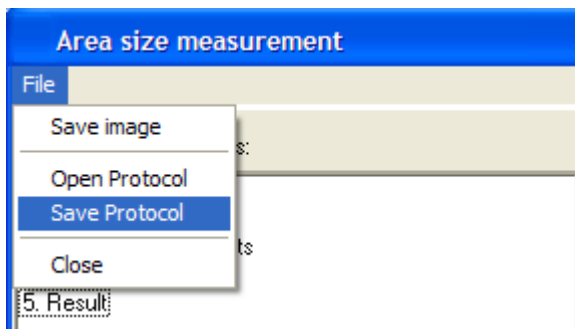 Area size measurement
File
Save image
s:
Open Protocol
Save Protocol
ts
Close
5. Result